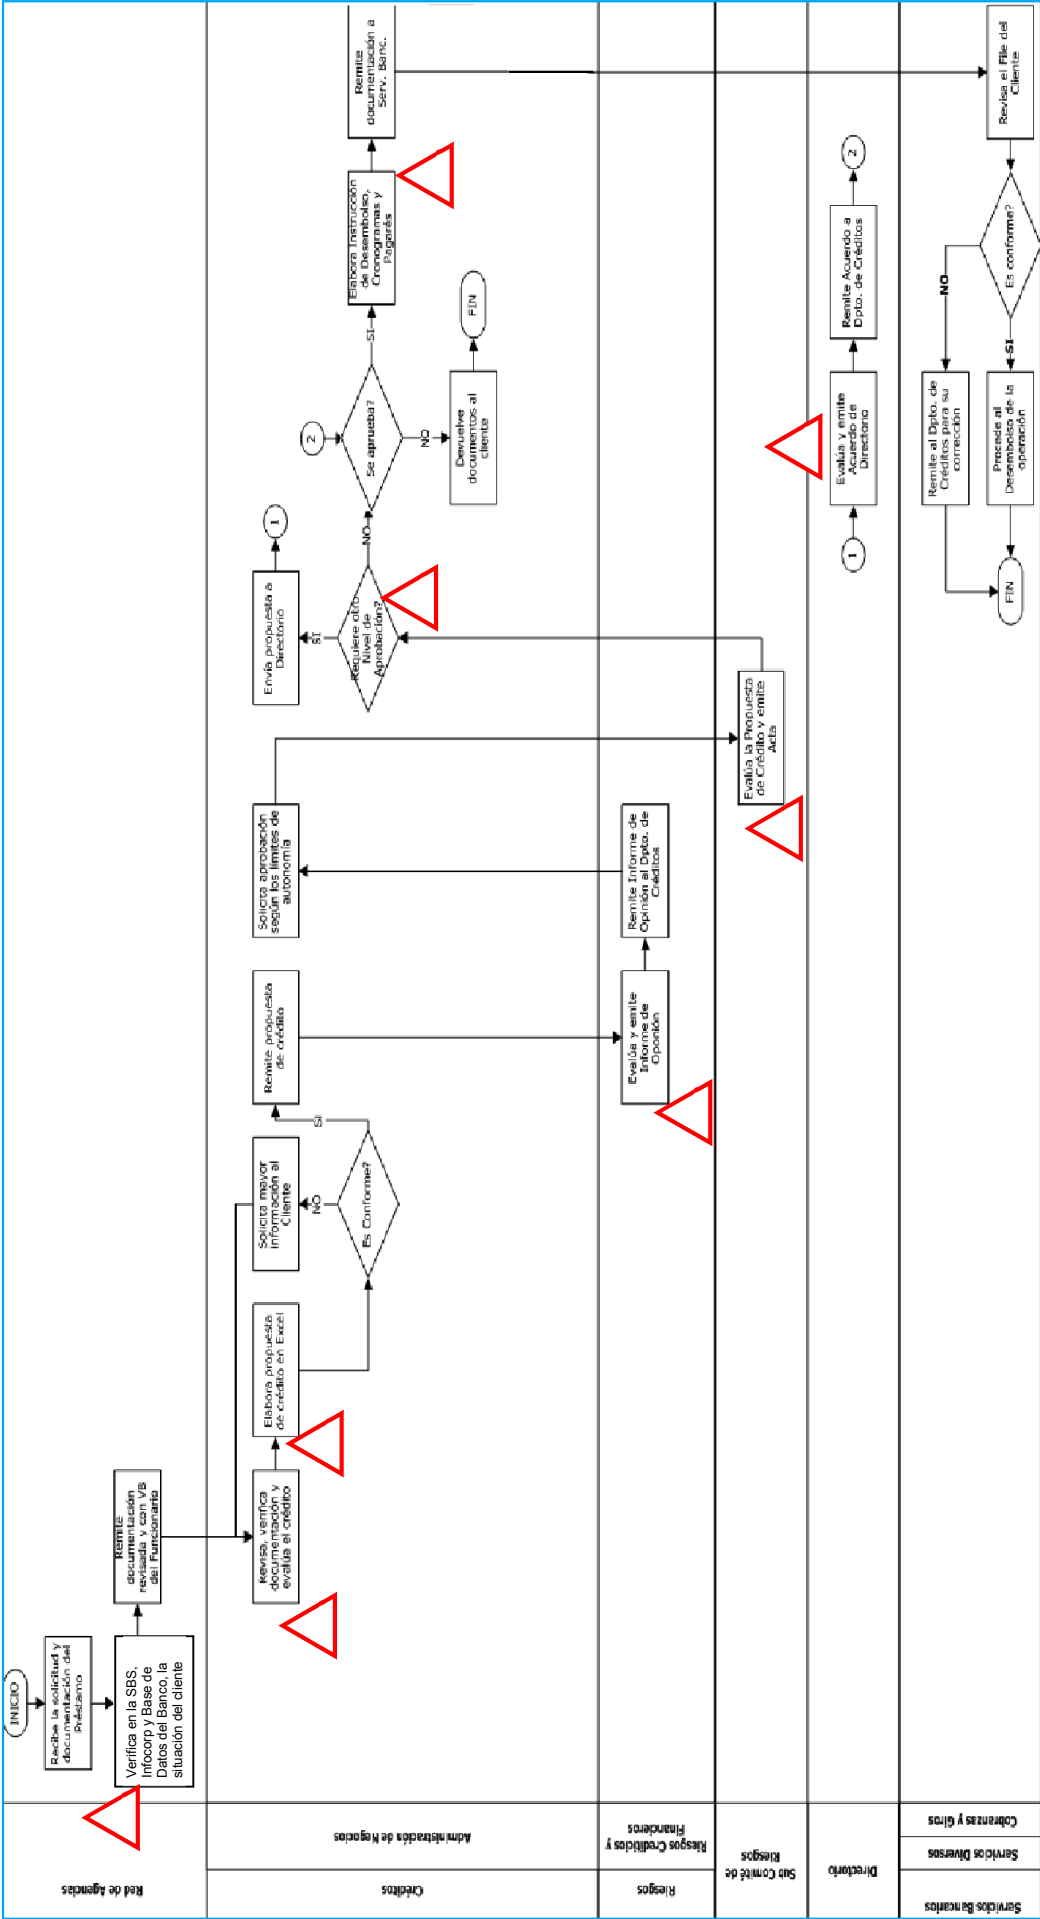 Red de Agencias
INICIO
Recibe la solicitud y
documentación del
Préstamo
Verifica en la SBS,
Infocorp y Base de
Datos del Banco, la
situación del cliente
Remite
documentación
revisada y con VB
del Funcionario
Créditos
Administración de Negocios
Revisa, verifica
documentación y
evalúa el crédito
Elabora propuesta
de crédito en Excel
Es Conforme?
NO
Solicita mayor
información al
Cliente
SI
Remite propuesta
de crédito
Solicita aprobación
según los límites de
autonomía
Requiere otro
Nivel de
Aprobación?
SI
Envía propuesta a
Directorio
1
NO
2
Se aprueba?
NO
Devuelve
documentos al
cliente
FIN
SI
Elabora Instrucción
de Desembolso,
Cronogramas y
Pagarés
Remite
documentación a
Serv. Banc.
Riesgos
Riesgos Crediticios y
Financieros
Evalúa y emite
Informe de
Oponión
Remite Informe de
Opinión al Dpto. de
Créditos
Sub Comité de
Riesgos
Evalúa la Propuesta
de Crédito y emite
Acta
Directorio
1
Evalúa y emite
Acuerdo de
Directorio
Remite Acuerdo a
Dpto. de Créditos
2
Servicios Bancarios
Servicios Diversos
Cobranzas y Giros
Revisa el File del
Cliente
Es conforme?
NO
Remite al Dpto. de
Créditos para su
corrección
SI
Procede al
Desembolso de la
operación
FIN